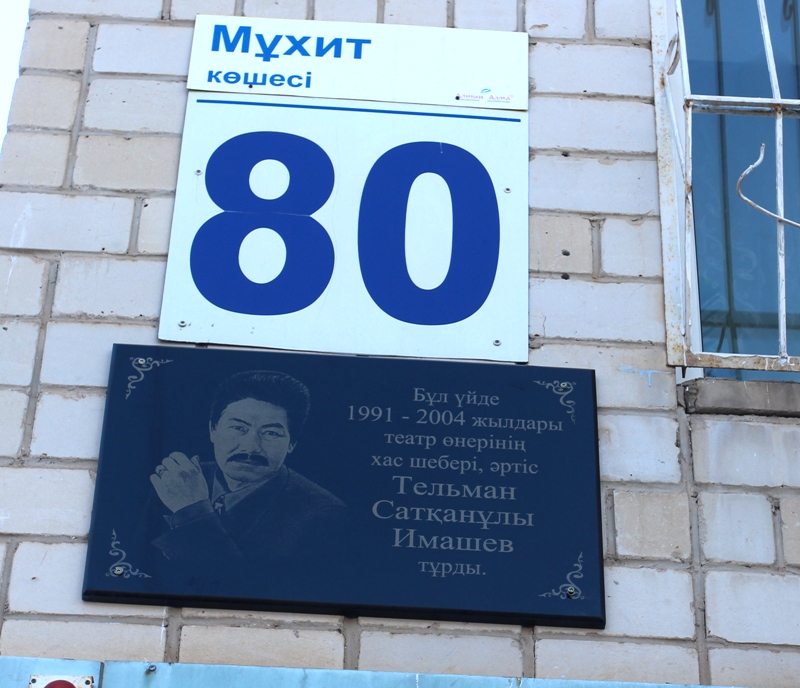 Мұхит
көшесі
80
Бұл үйде
1991 - 2004 жылдары
театр өнерінің
хас шебері, әртіс
Тельман
Сатқанұлы
Имашев
тұрды.